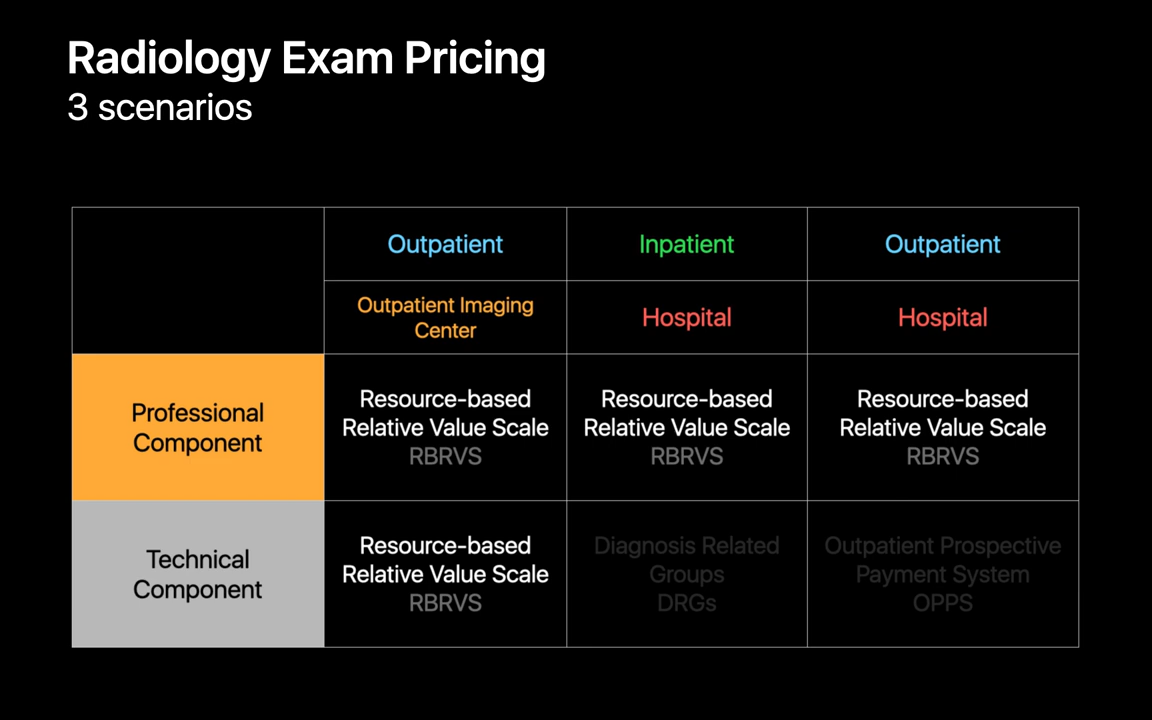 Radiology Exam Pricing
3 scenarios
Outpatient
Inpatient
Outpatient
Outpatient Imaging
Center
Hospital
Hospital
Professional
Component
Resource-based
Relative Value Scale
RBRVS
Resource-based
Relative Value Scale
RBRVS
Resource-based
Relative Value Scale
RBRVS
Technical
Component
Resource-based
Relative Value Scale
RBRVS
Diagnosis Related
Groups
DRGs
Outpatient Prospective
Payment System
OPPS